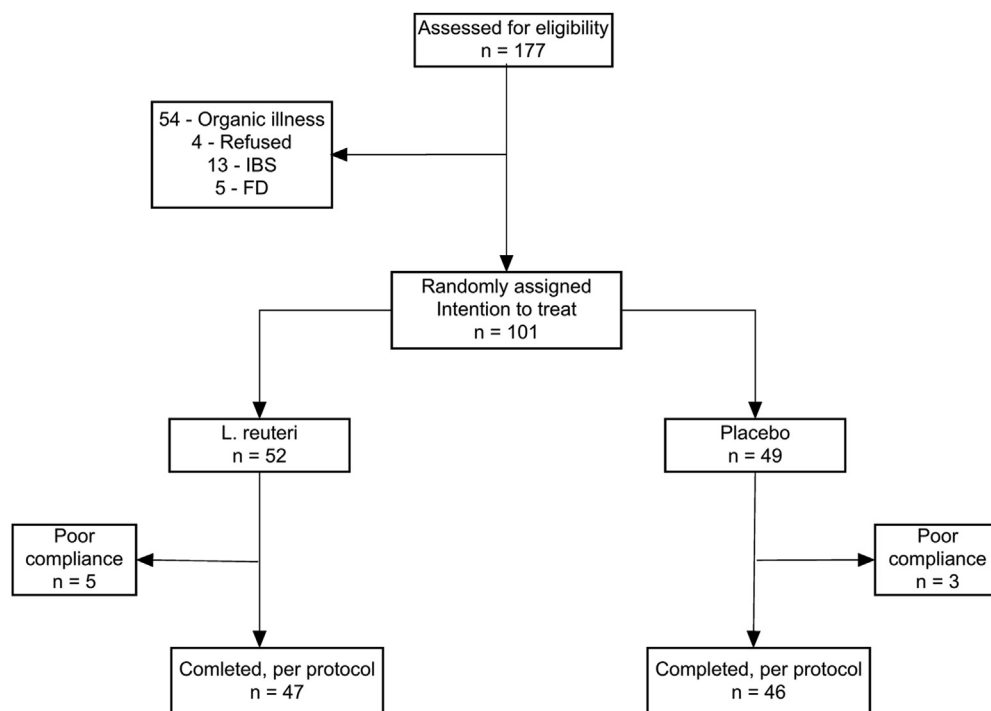 Assessed for eligibility
n = 177
54 - Organic illness
4 - Refused
13 - IBS
5 - FD
Randomly assigned
Intention to treat
n = 101
L. reuteri
n = 52
Placebo
n = 49
Poor
compliance
n = 5
Poor
compliance
n = 3
Comleted, per protocol
n = 47
Completed, per protocol
n = 46